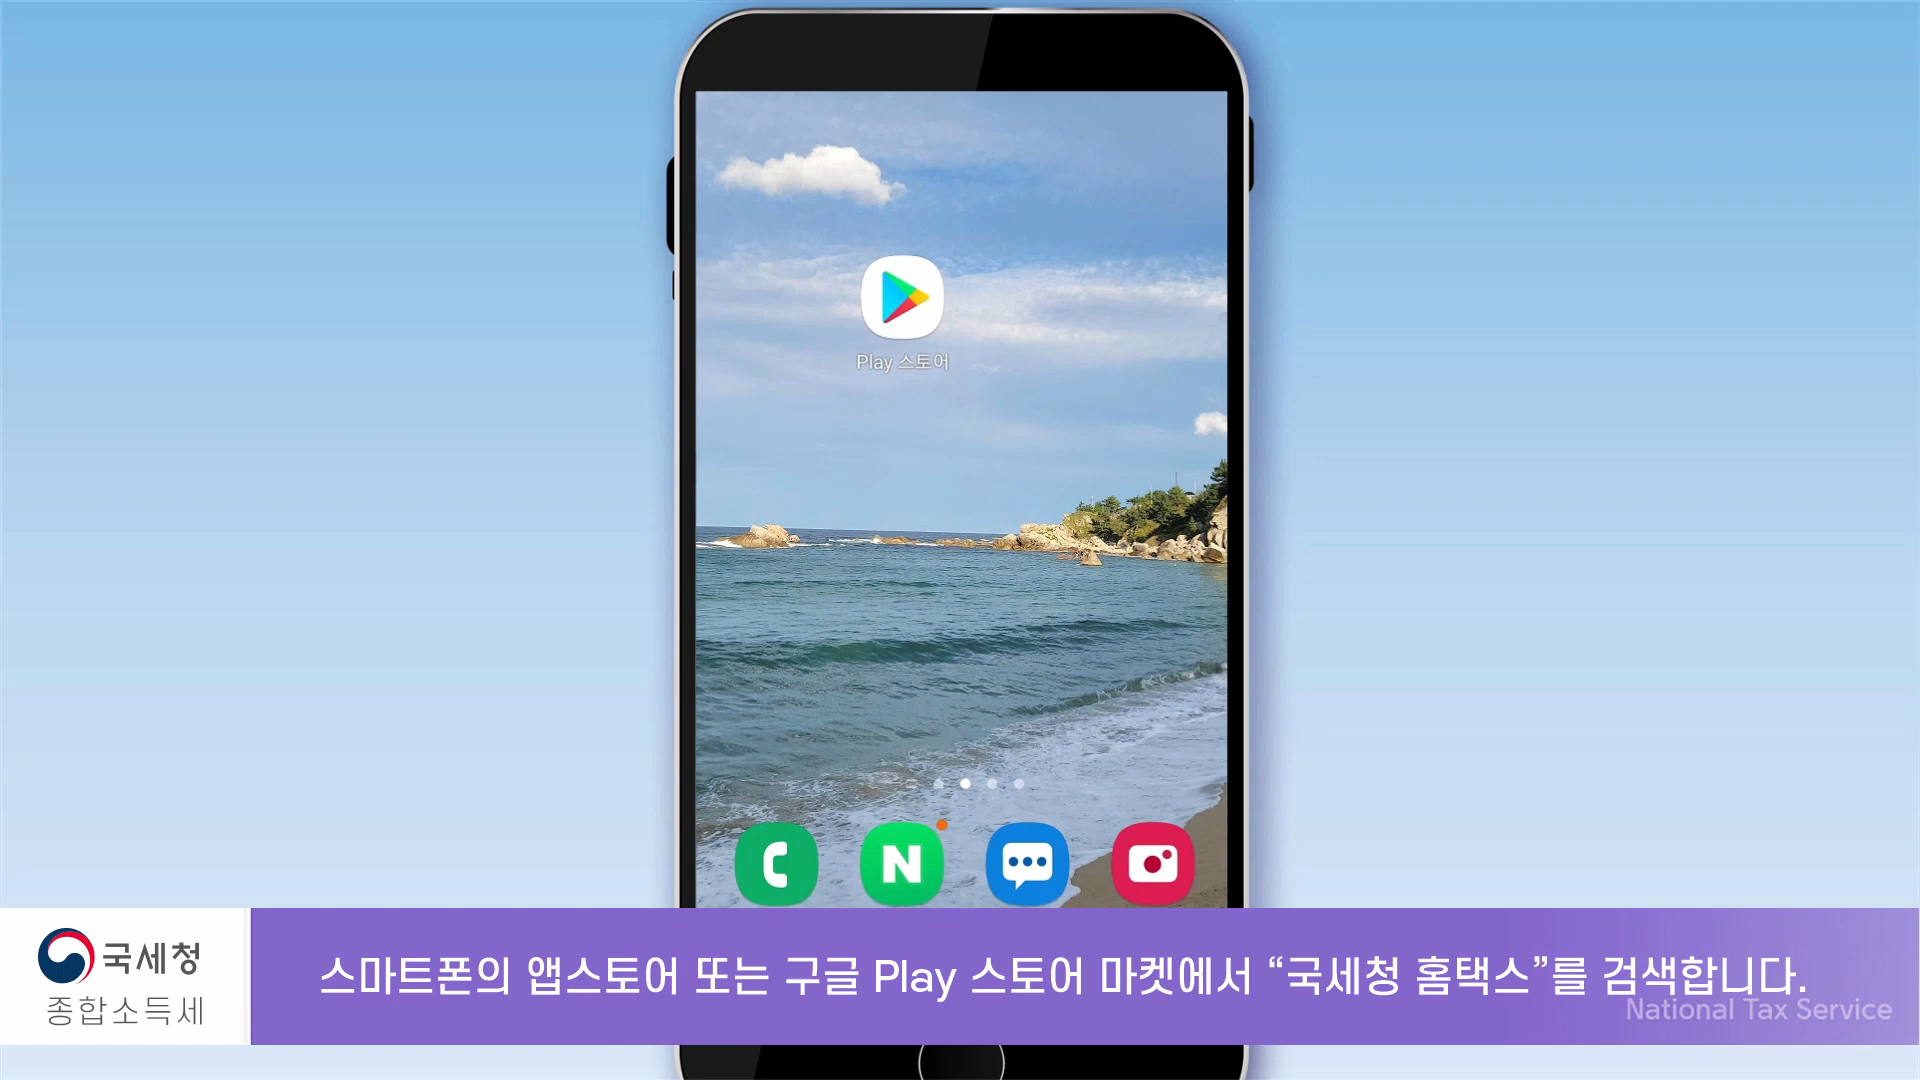 Play 스토어
N
국세청
종합소득세
스마트폰의 앱스토어 또는 구글 Play 스토어 마켓에서 “국세청 홈택스”를 검색합니다.
National Tax Service